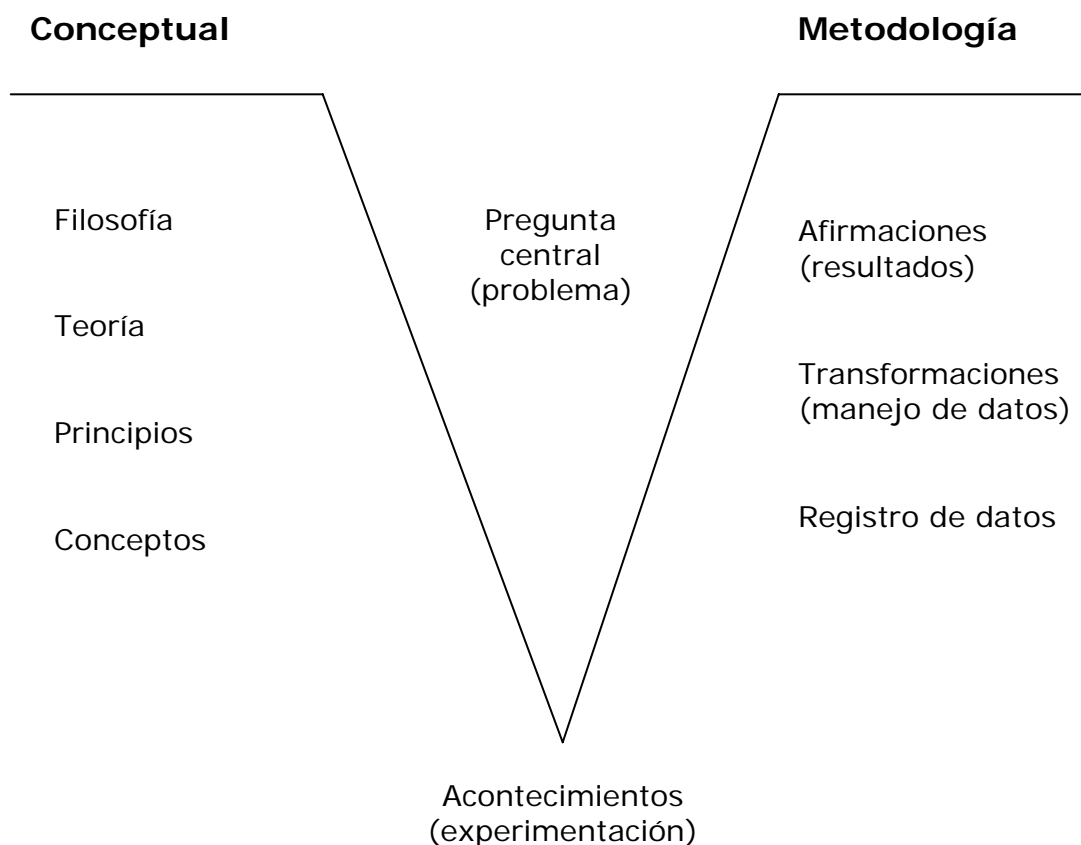 Conceptual
Metodología
Filosofía
Teoría
Principios
Conceptos
Pregunta
central
(problema)
Afirmaciones
(resultados)
Transformaciones
(manejo de datos)
Registro de datos
Acontecimientos
(experimentación)